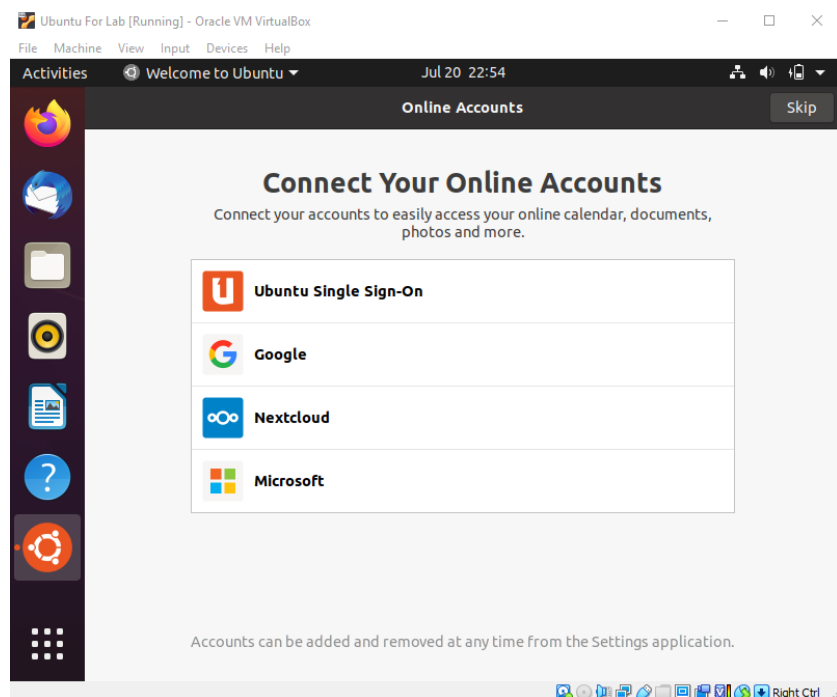 Ubuntu For Lab [Running] - Oracle VM VirtualBox
File Machine View Input Devices Help
Activities Welcome to Ubuntu Jul 20 22:54
Online Accounts Skip
Connect Your Online Accounts
Connect your accounts to easily access your online calendar, documents,
photos and more.
Ubuntu Single Sign-On
Google
Nextcloud
Microsoft
Accounts can be added and removed at any time from the Settings application.
Right Ctrl